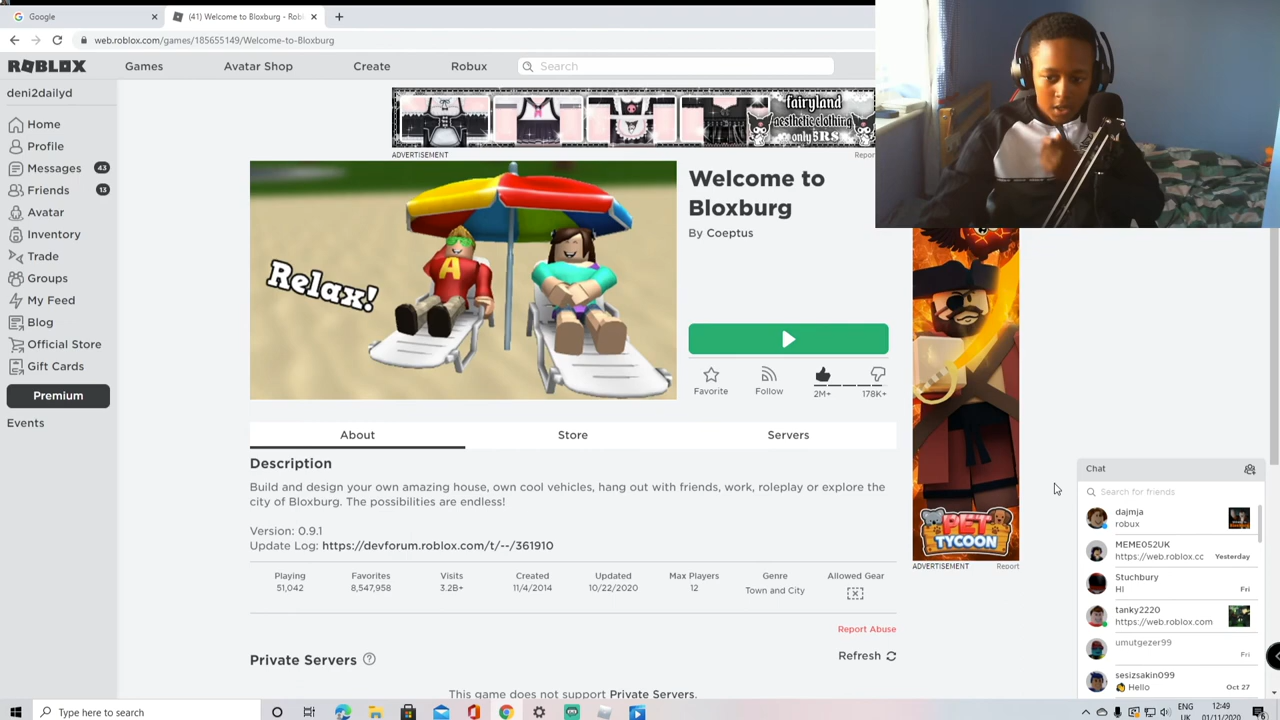 Google
(41) Welcome to Bloxburg - Rob
web.roblox.com/games/185655149/Welcome-to-Bloxburg
ROBLOX
Games
Avatar Shop
Create
Robux
Search
deni2dailyd
Home
Profile
Messages 43
Friends 13
Avatar
Inventory
Trade
Groups
My Feed
Blog
Official Store
Gift Cards
Premium
Events
fairyland
aesthetic clothing
only 5R$
ADVERTISEMENT
Repor
Relax!
A
Welcome to
Bloxburg
By Coeptus
Favorite
Follow
2M+
178K+
About
Store
Servers
Description
Build and design your own amazing house, own cool vehicles, hang out with friends, work, roleplay or explore the
city of Bloxburg. The possibilities are endless!
Version: 0.9.1
Update Log: https://devforum.roblox.com/t/--/361910
Playing
51,042
Favorites
8,547,958
Visits
3.2B+
Created
11/4/2014
Updated
10/22/2020
Max Players
12
Genre
Town and City
Allowed Gear
Report Abuse
Private Servers
Refresh
This game does not support Private Servers.
PET
TYCOON
ADVERTISEMENT
Report
Chat
Search for friends
dajmja
robux
MEME052UK
https://web.roblox.cc Yesterday
Stuchbury
HI Fri
tanky2220
https://web.roblox.com
umutgezer99
Fri
sesizsakin099
Hello Oct 27
Type here to search
ENG
UK
12:49
01/11/2020